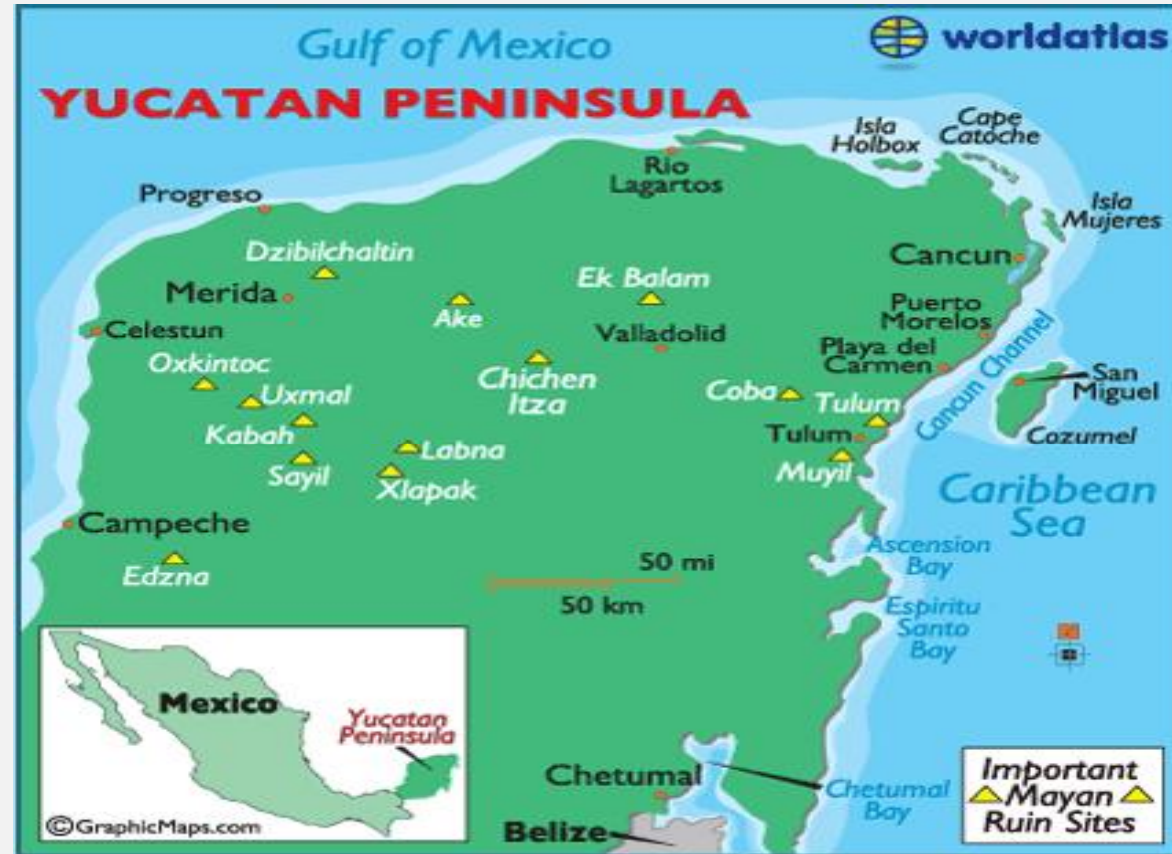 Gulf of Mexico
worldatlas
YUCATAN PENINSULA
Isla
Holbox
Cape
Catoche
Rio
Lagartos
Progreso
Isla
Mujeres
Dzibilchaltin
Cancun
Ek Balam
Merida
Ake
Puerto
Morelos
Celestun
Valladolid
Playa del
Carmen
Cancun Channel
Oxkintoc
Chichen
Itza
San
Miguel
Uxmal
Coba
Tulum
Kabah
Tulum
Cozumel
Labna
Sayil
Xlapak
Muyil
Caribbean
Sea
Campeche
Ascension
Bay
50 mi
Edzna
50 km
Espiritu
Santo
Bay
Mexico
Yucatan
Peninsula
Chetumal
Chetumal
Bay
Important
Mayan
Ruin Sites
©GraphicMaps.com
Belize